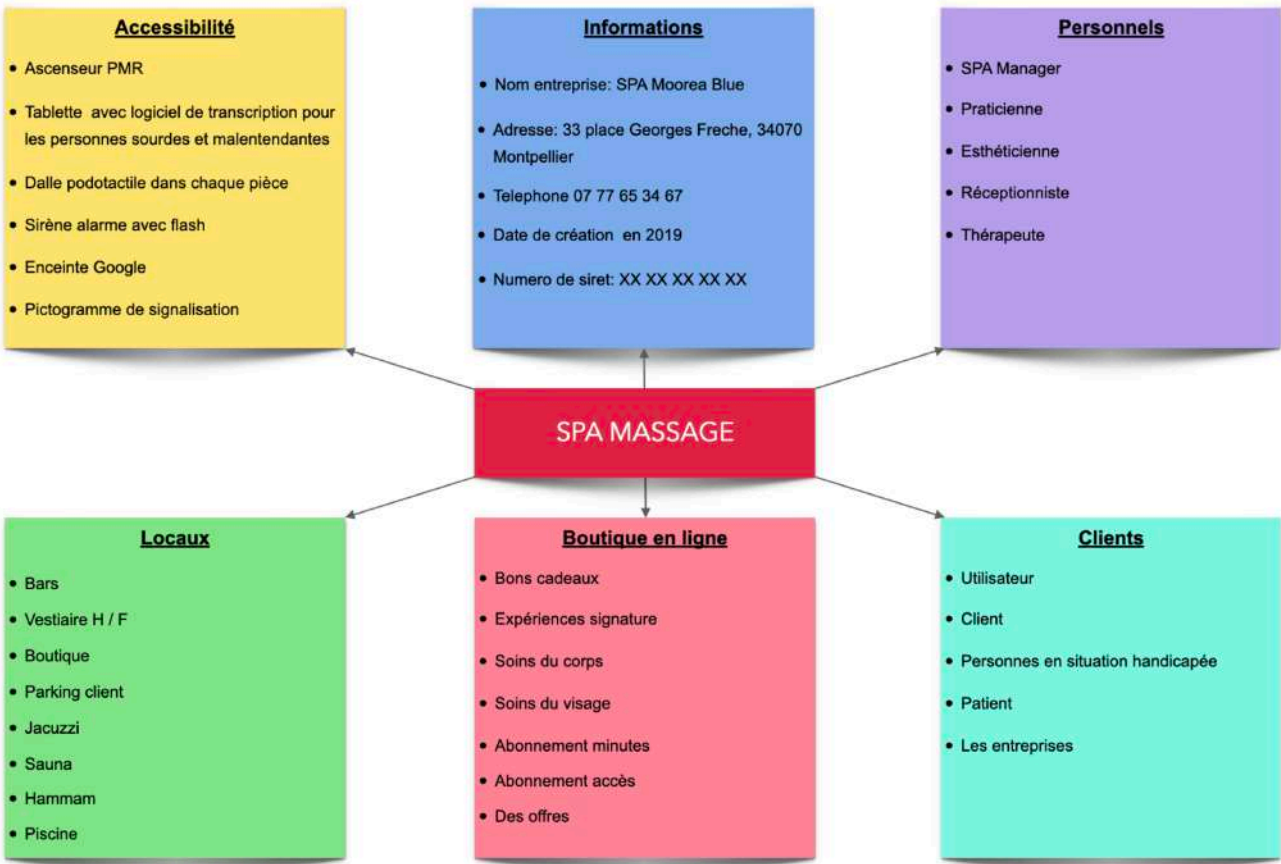 Accessibilité
• Ascenseur PMR
• Tablette avec logiciel de transcription pour
les personnes sourdes et malentendantes
• Dalle podotactile dans chaque pièce
• Sirène alarme avec flash
• Enceinte Google
• Pictogramme de signalisation
Informations
• Nom entreprise: SPA Moorea Blue
• Adresse: 33 place Georges Freche, 34070
Montpellier
• Telephone 07 77 65 34 67
• Date de création en 2019
• Numero de siret: XX XX XX XX XX
Personnels
• SPA Manager
• Praticienne
• Esthéticienne
• Réceptionniste
• Thérapeute
SPA MASSAGE
Locaux
• Bars
• Vestiaire H / F
• Boutique
• Parking client
• Jacuzzi
• Sauna
• Hammam
• Piscine
Boutique en ligne
• Bons cadeaux
• Expériences signature
• Soins du corps
• Soins du visage
• Abonnement minutes
• Abonnement accès
• Des offres
Clients
• Utilisateur
• Client
• Personnes en situation handicapée
• Patient
• Les entreprises